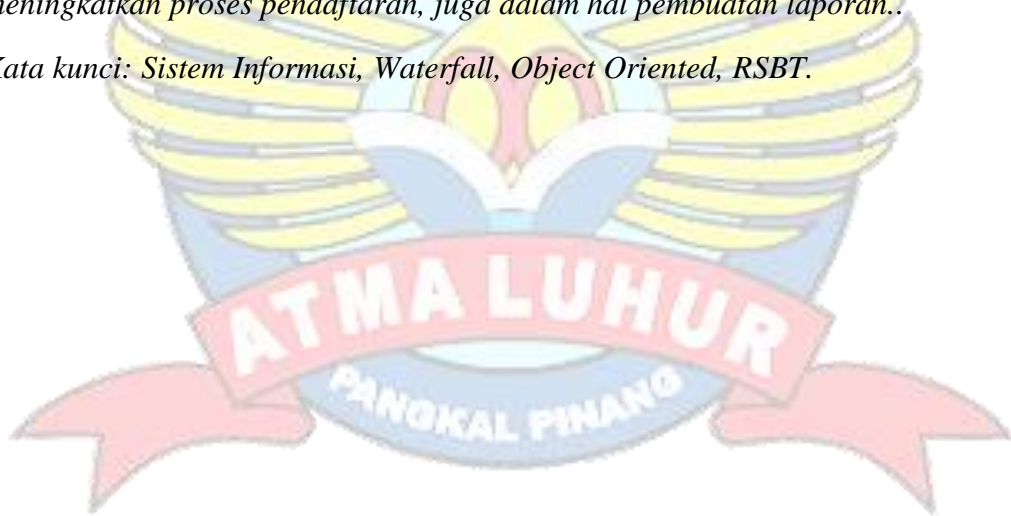 meningkatkan proses pendaftaran, juga dalam hal pembuatan laporan..
Kata kunci: Sistem Informasi, Waterfall, Object Oriented, RSBT.
ATMA LUHUR
PANGKAL PINANG